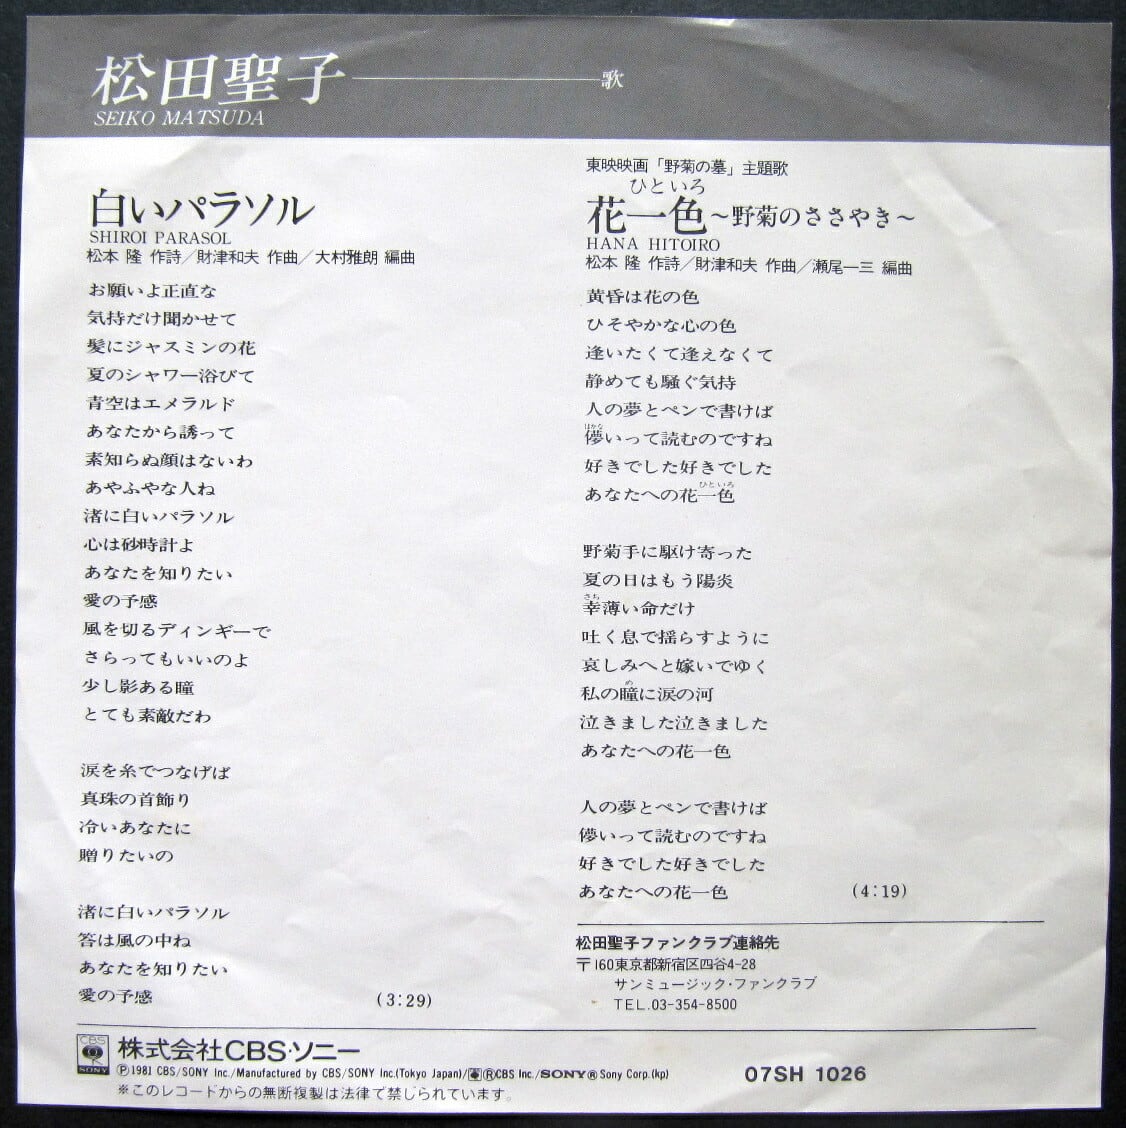 松田聖子 歌
SEIKO MATSUDA
白いパラソル
SHIROI PARASOL
松本 隆 作詩／財津和夫 作曲／大村雅朗 編曲
お願いよ正直な
気持だけ聞かせて
髪にジャスミンの花
夏のシャワー浴びて
青空はエメラルド
あなたから誘って
素知らぬ顔はないわ
あやふやな人ね
渚に白いパラソル
心は砂時計よ
あなたを知りたい
愛の予感
風を切るディンギーで
さらってもいいのよ
少し影ある瞳
とても素敵だわ
涙を糸でつなげば
真珠の首飾り
冷いあなたに
贈りたいの
渚に白いパラソル
答は風の中ね
あなたを知りたい
愛の予感 (3:29)
東映映画「野菊の墓」主題歌
ひといろ
花一色～野菊のささやき～
HANA HITOIRO
松本 隆 作詩／財津和夫 作曲／瀬尾一三 編曲
黄昏は花の色
ひそやかな心の色
逢いたくて逢えなくて
静めても騒ぐ気持
人の夢とペンで書けば
はかな
儚いって読むのですね
好きでした好きでした
ひといろ
あなたへの花一色
野菊手に駆け寄った
夏の日はもう陽炎
さち
幸薄い命だけ
吐く息で揺らすように
哀しみへと嫁いでゆく
め
私の瞳に涙の河
泣きました泣きました
あなたへの花一色
人の夢とペンで書けば
儚いって読むのですね
好きでした好きでした
あなたへの花一色 (4:19)
松田聖子ファンクラブ連絡先
〒160東京都新宿区四谷4-28
サンミュージック・ファンクラブ
TEL.03-354-8500
CBS
SONY
株式会社CBS・ソニー
Ⓟ1981 CBS/SONY Inc./Manufactured by CBS/SONY Inc.(Tokyo Japan)/®CBS Inc./SONY® Sony Corp.(kp)
07SH 1026
※このレコードからの無断複製は法律で禁じられています。